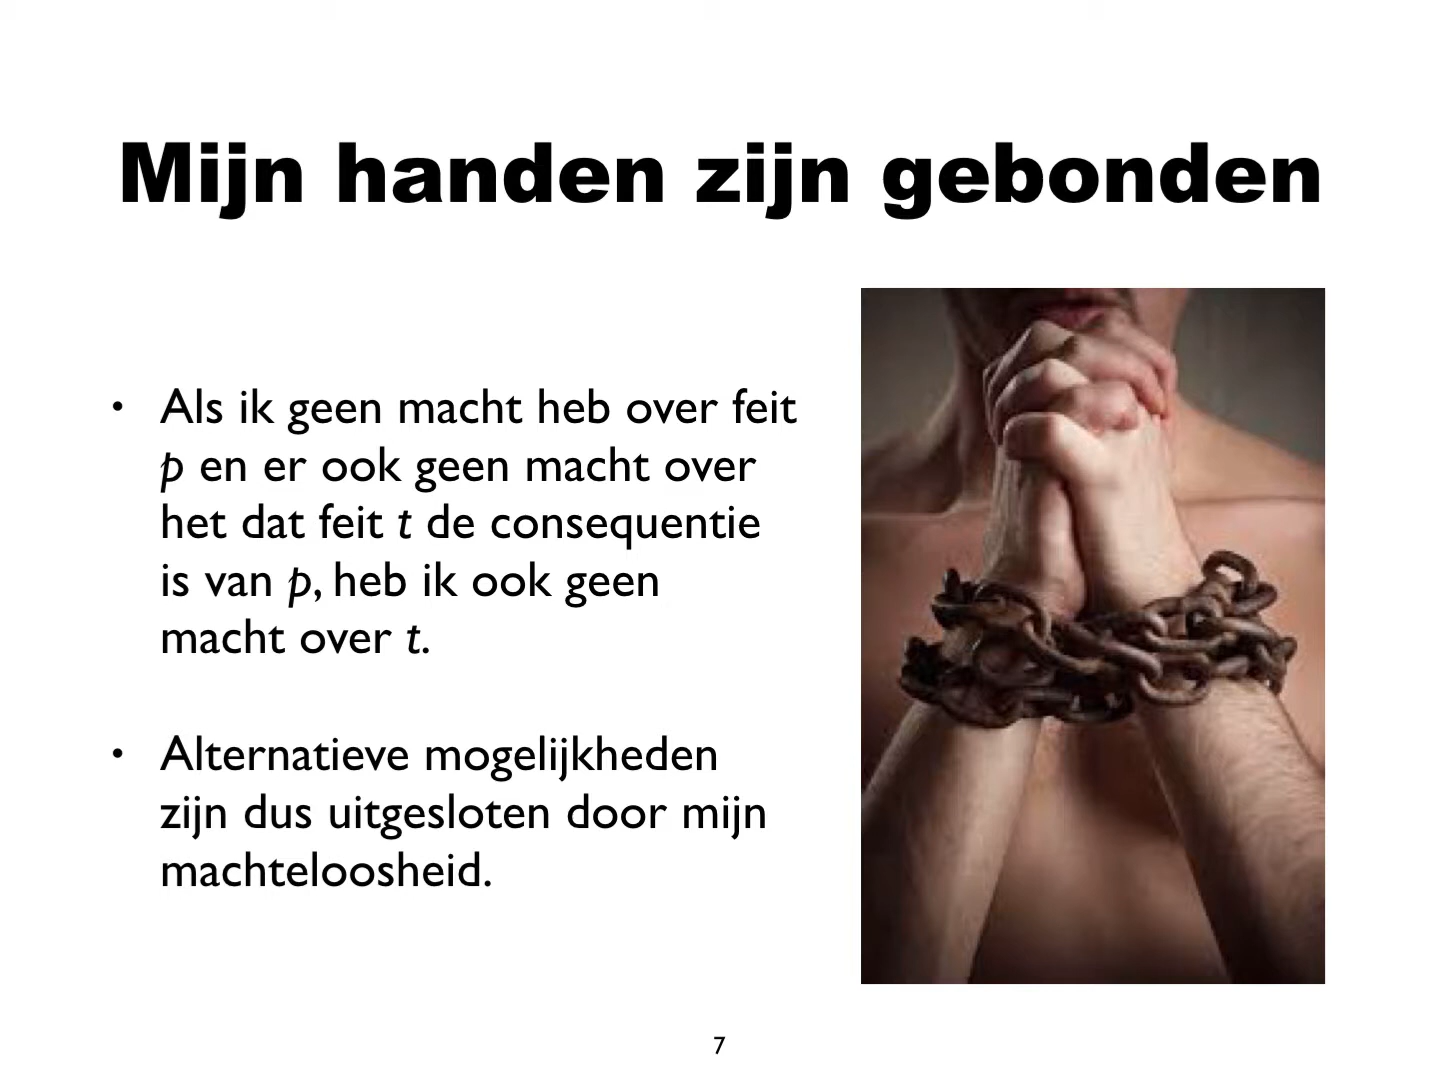 Mijn handen zijn gebonden
• Als ik geen macht heb over feit
p en er ook geen macht over
het dat feit t de consequentie
is van p, heb ik ook geen
macht over t.
• Alternatieve mogelijkheden
zijn dus uitgesloten door mijn
machteloosheid.
7